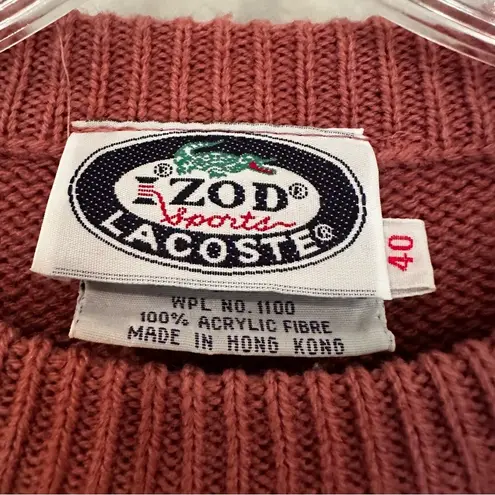 ®IZOD®
Sports
LACOSTE®
40
WPL NO. 1100
100% ACRYLIC FIBRE
MADE IN HONG KONG